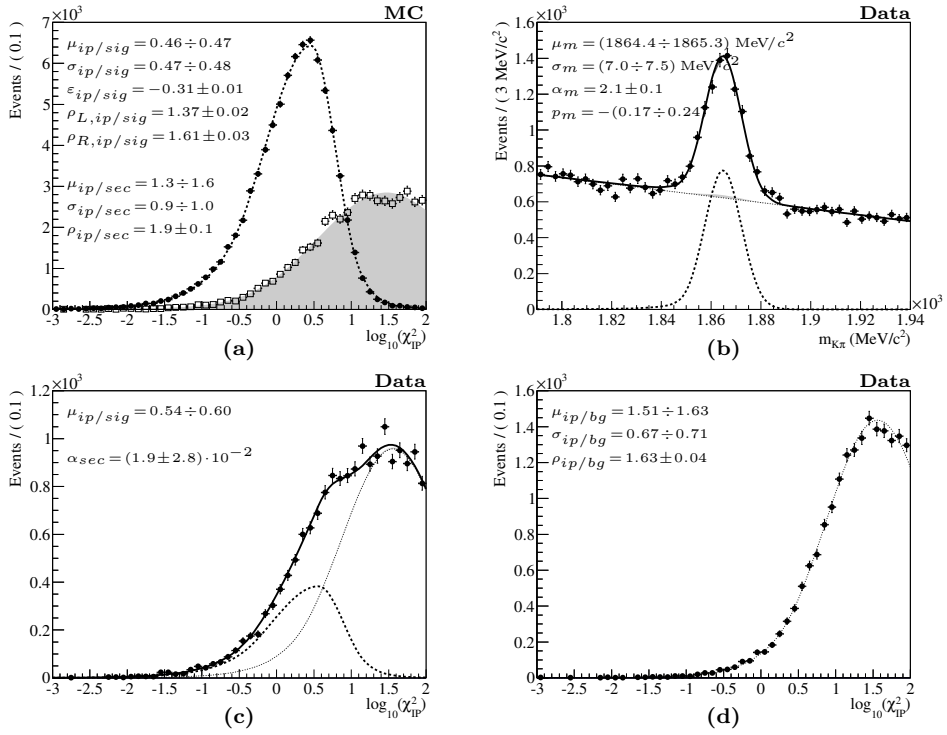 MC
×10³
Events / ( 0.1 )
7
6
5
4
3
2
1
0
μ_{ip/sig} = 0.46÷0.47
σ_{ip/sig} = 0.47÷0.48
ε_{ip/sig} = −0.31±0.01
ρ_{L,ip/sig} = 1.37±0.02
ρ_{R,ip/sig} = 1.61±0.03
μ_{ip/sec} = 1.3÷1.6
σ_{ip/sec} = 0.9÷1.0
ρ_{ip/sec} = 1.9±0.1
-3 -2.5 -2 -1.5 -1 -0.5 0 0.5 1 1.5 2
log₁₀(χ²_IP)
(a)
Data
×10³
Events / ( 3 MeV/c² )
1.6
1.4
1.2
1.0
0.8
0.6
0.4
0.2
0
μ_m = (1864.4÷1865.3) MeV/c²
σ_m = (7.0÷7.5) MeV/c²
α_m = 2.1±0.1
p_m = −(0.17÷0.24)
×10³
1.8 1.82 1.84 1.86 1.88 1.9 1.92 1.94
m_{Kπ} (MeV/c²)
(b)
Data
×10³
Events / ( 0.1 )
1.2
1.0
0.8
0.6
0.4
0.2
0
μ_{ip/sig} = 0.54÷0.60
α_{sec} = (1.9±2.8)·10⁻²
-3 -2.5 -2 -1.5 -1 -0.5 0 0.5 1 1.5 2
log₁₀(χ²_IP)
(c)
Data
×10³
Events / ( 0.1 )
1.6
1.4
1.2
1.0
0.8
0.6
0.4
0.2
0
μ_{ip/bg} = 1.51÷1.63
σ_{ip/bg} = 0.67÷0.71
ρ_{ip/bg} = 1.63±0.04
-3 -2.5 -2 -1.5 -1 -0.5 0 0.5 1 1.5 2
log₁₀(χ²_IP)
(d)